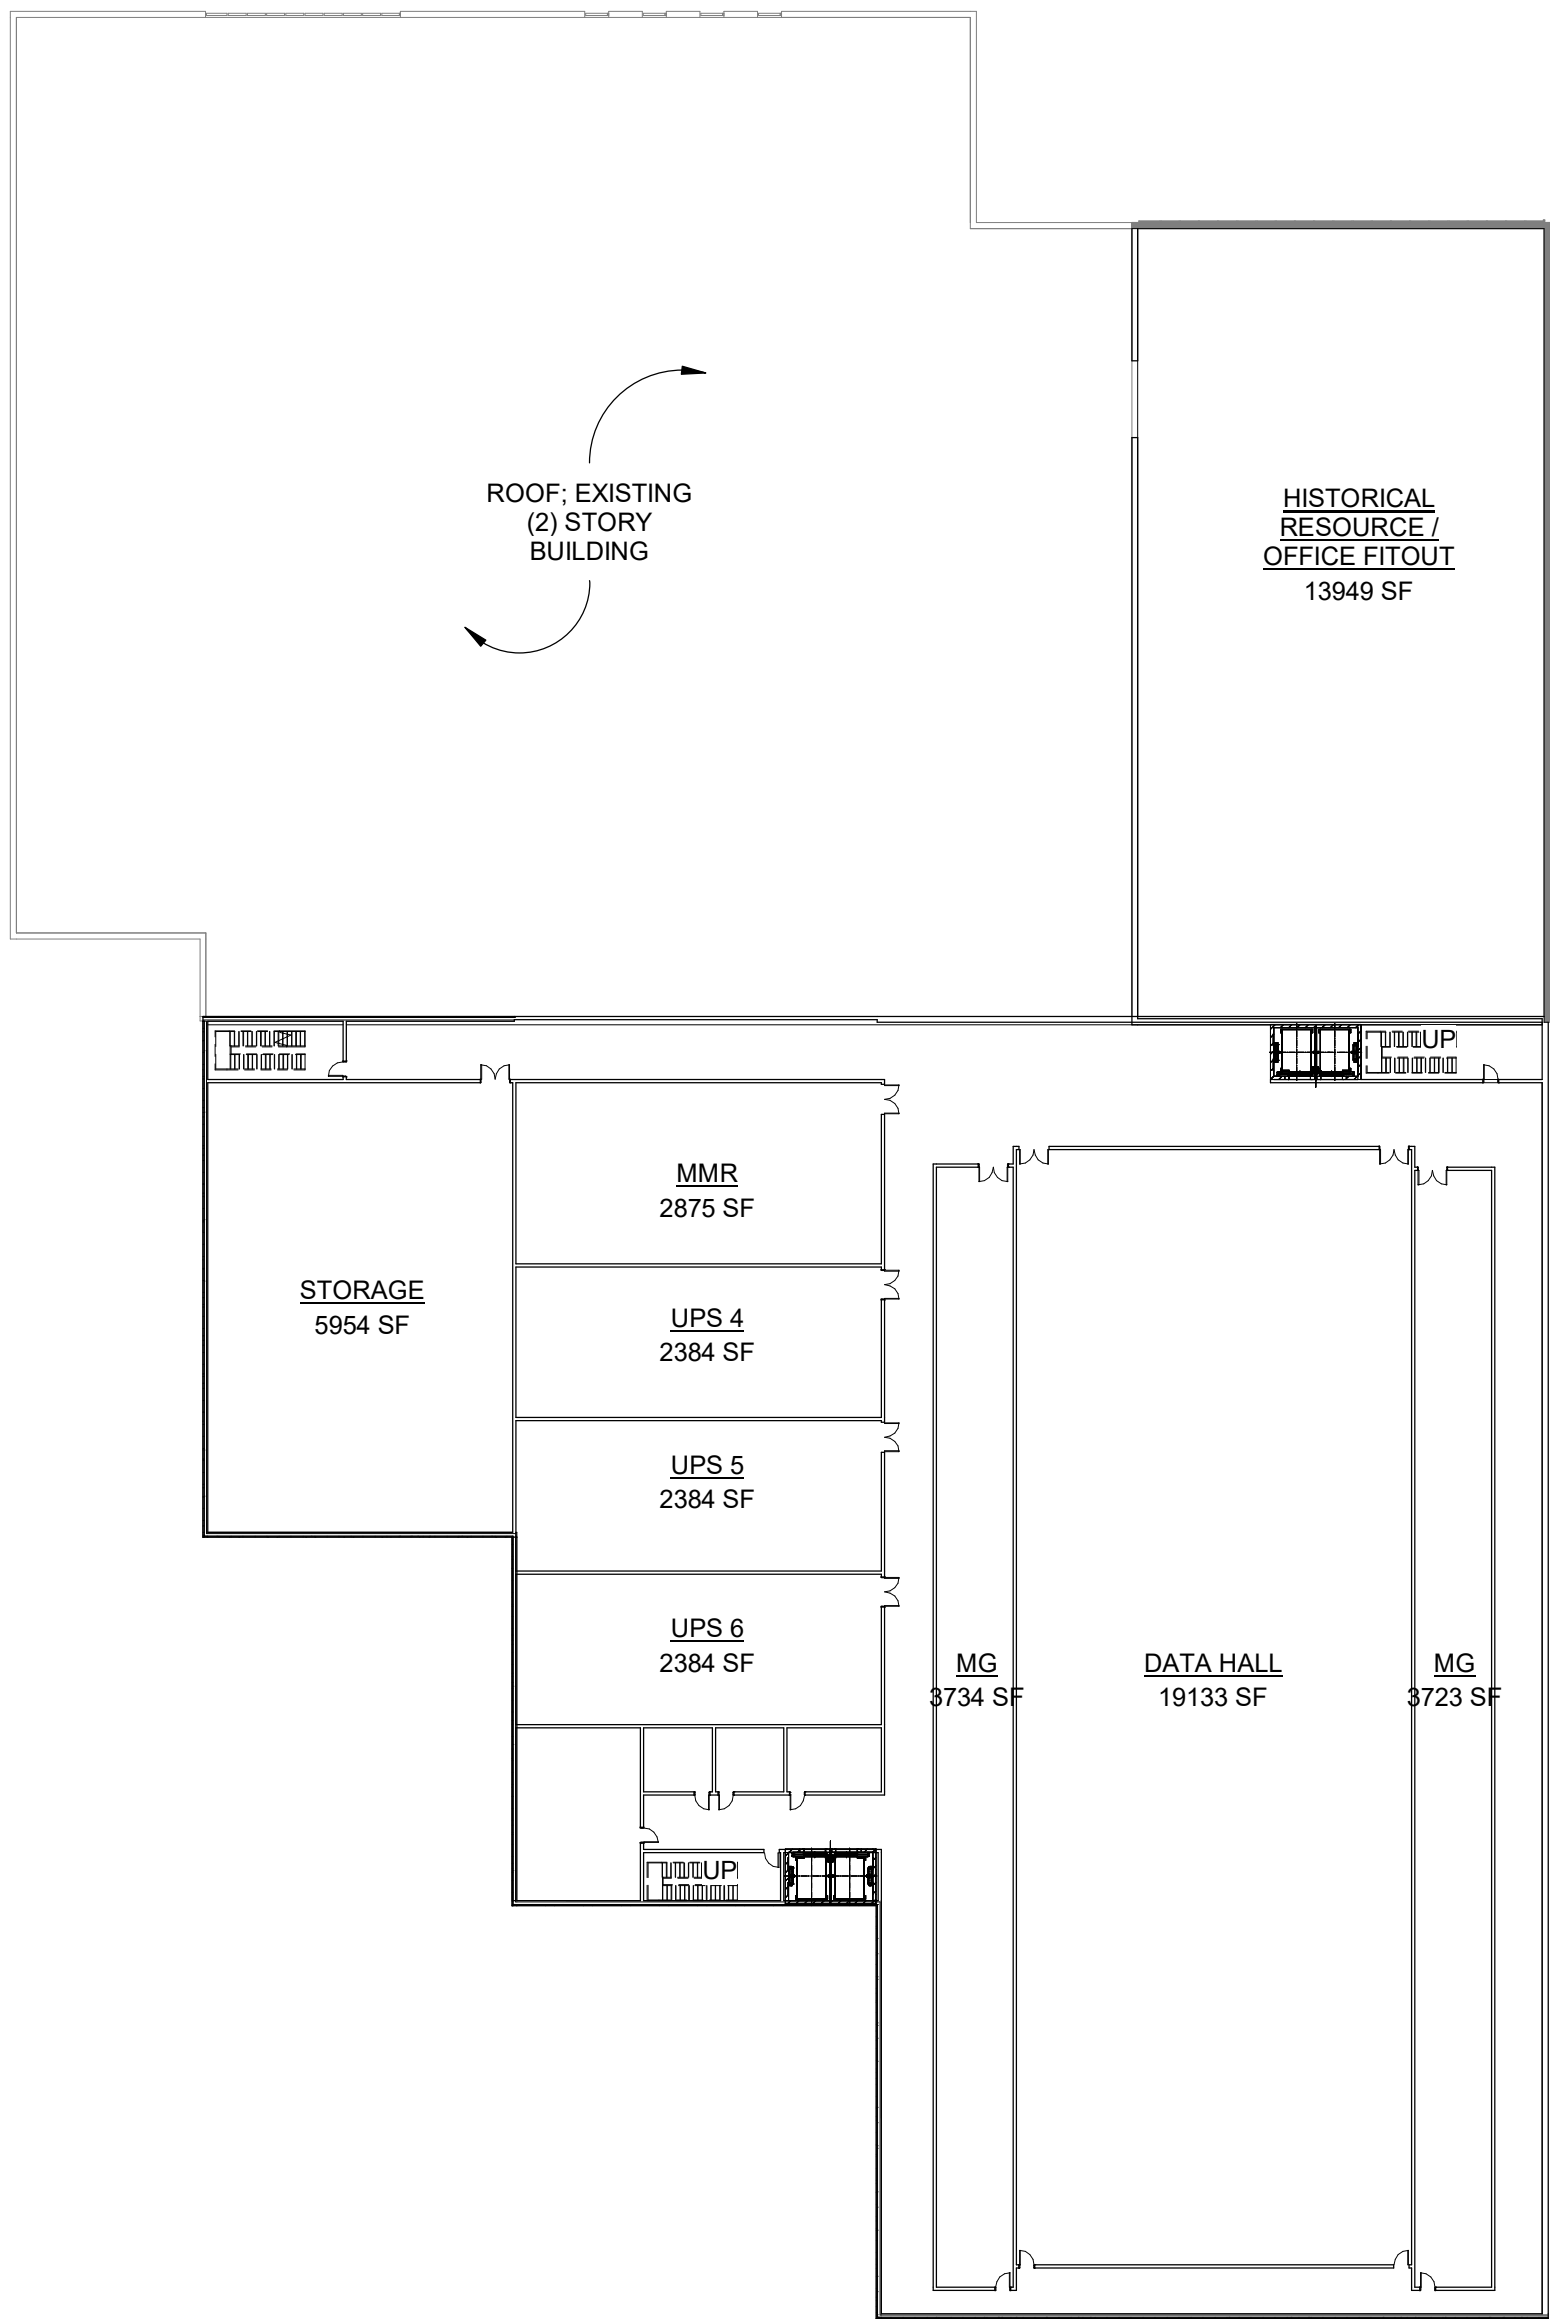 ROOF; EXISTING
(2) STORY
BUILDING
HISTORICAL
RESOURCE /
OFFICE FITOUT
13949 SF
UP
MMR
2875 SF
STORAGE
5954 SF
UPS 4
2384 SF
UPS 5
2384 SF
UPS 6
2384 SF
MG
3734 SF
DATA HALL
19133 SF
MG
3723 SF
UP